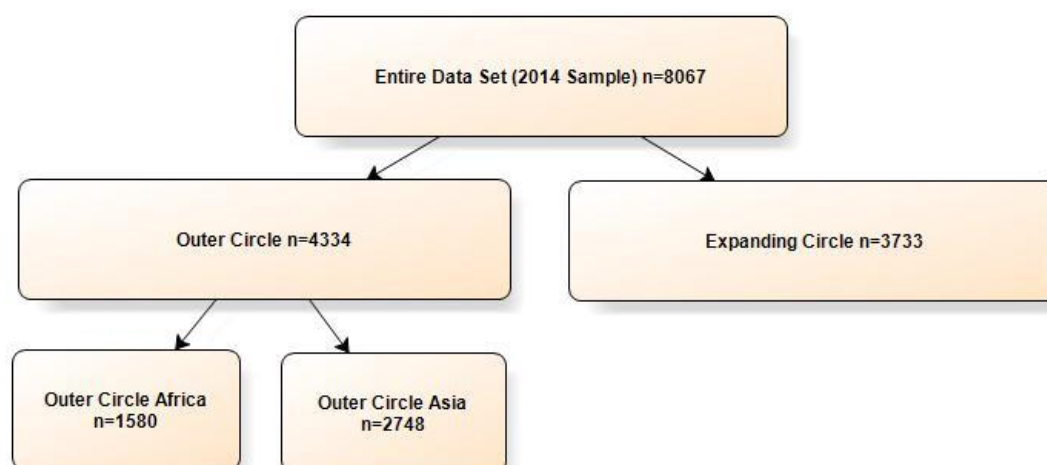 Entire Data Set (2014 Sample) n=8067
Outer Circle n=4334
Expanding Circle n=3733
Outer Circle Africa
n=1580
Outer Circle Asia
n=2748